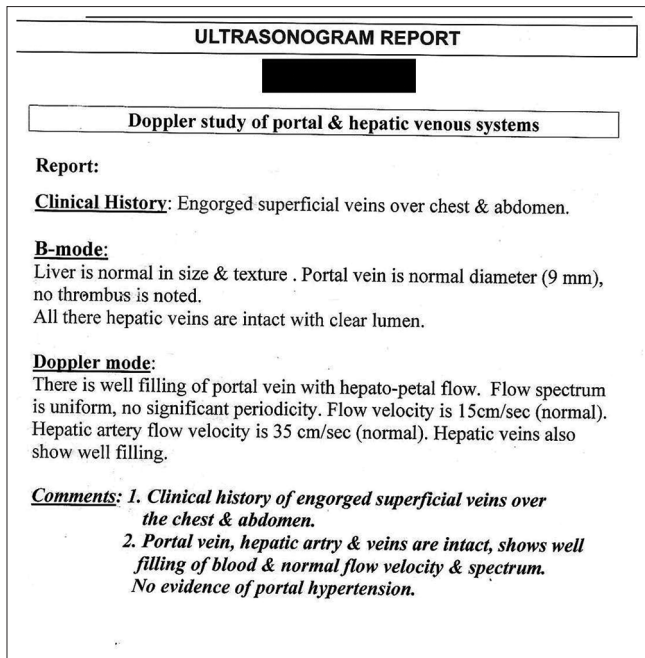 ULTRASONOGRAM REPORT
Doppler study of portal & hepatic venous systems
Report:
Clinical History: Engorged superficial veins over chest & abdomen.
B-mode:
Liver is normal in size & texture . Portal vein is normal diameter (9 mm),
no thrombus is noted.
All there hepatic veins are intact with clear lumen.
Doppler mode:
There is well filling of portal vein with hepato-petal flow. Flow spectrum
is uniform, no significant periodicity. Flow velocity is 15cm/sec (normal).
Hepatic artery flow velocity is 35 cm/sec (normal). Hepatic veins also
show well filling.
Comments: 1. Clinical history of engorged superficial veins over
the chest & abdomen.
2. Portal vein, hepatic artry & veins are intact, shows well
filling of blood & normal flow velocity & spectrum.
No evidence of portal hypertension.